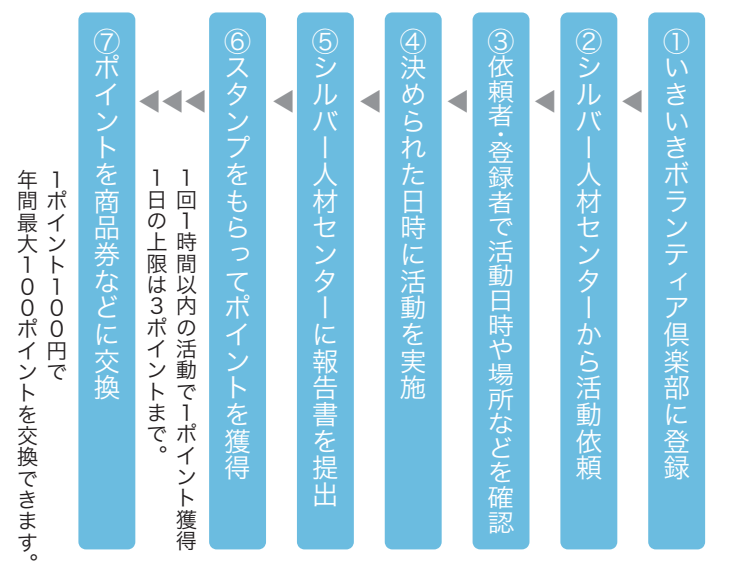 ①いきいきボランティア倶楽部に登録
②シルバー人材センターから活動依頼
③依頼者・登録者で活動日時や場所などを確認
④決められた日時に活動を実施
⑤シルバー人材センターに報告書を提出
⑥スタンプをもらってポイントを獲得
1回1時間以内の活動で1ポイント獲得
1日の上限は3ポイントまで。
⑦ポイントを商品券などに交換
1ポイント100円で
年間最大100ポイントを交換できます。